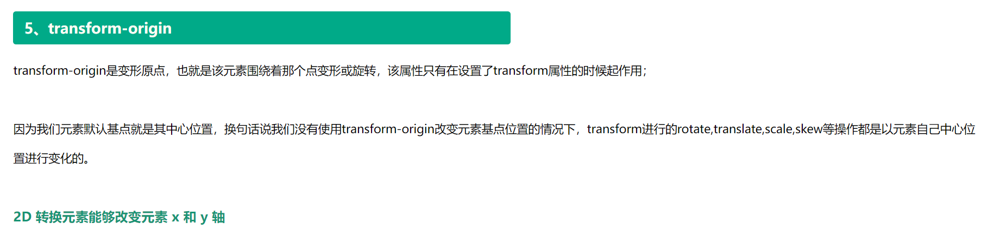 5、transform-origin
transform-origin是变形原点，也就是该元素围绕着那个点变形或旋转，该属性只有在设置了transform属性的时候起作用；
因为我们元素默认基点就是其中心位置，换句话说我们没有使用transform-origin改变元素基点位置的情况下，transform进行的rotate,translate,scale,skew等操作都是以元素自己中心位
置进行变化的。
2D 转换元素能够改变元素 x 和 y 轴